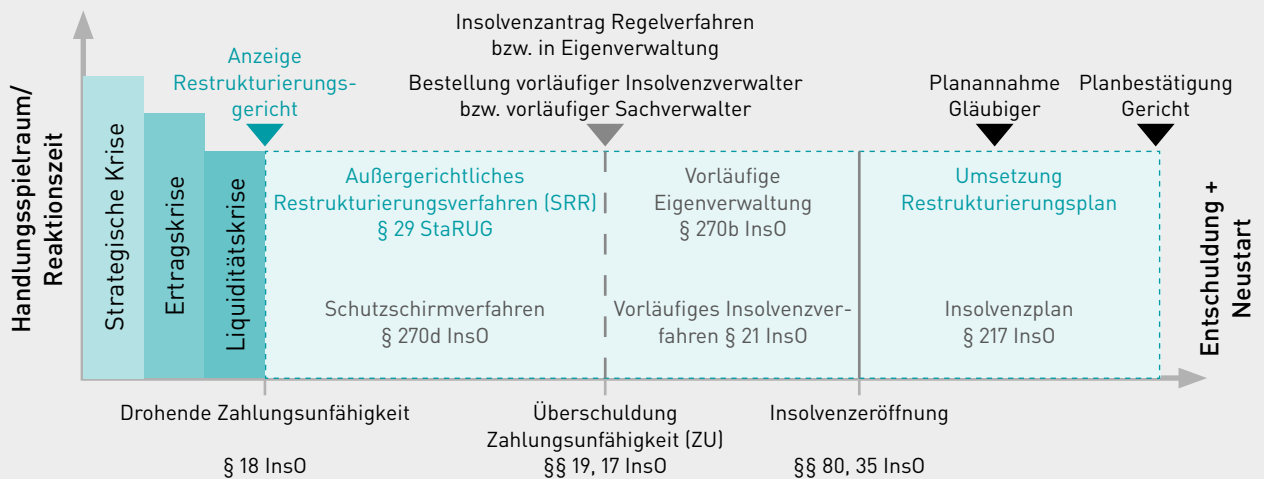 Insolvenzantrag Regelverfahren
bzw. in Eigenverwaltung
Anzeige
Restrukturierungs-
gericht
Bestellung vorläufiger Insolvenzverwalter
bzw. vorläufiger Sachverwalter
Planannahme
Gläubiger
Planbestätigung
Gericht
Handlungsspielraum/
Reaktionszeit
Strategische Krise
Ertragskrise
Liquiditätskrise
Außergerichtliches
Restrukturierungsverfahren (SRR)
§ 29 StaRUG
Vorläufige
Eigenverwaltung
§ 270b InsO
Umsetzung
Restrukturierungsplan
Schutzschirmverfahren
§ 270d InsO
Vorläufiges Insolvenzver-
fahren § 21 InsO
Insolvenzplan
§ 217 InsO
Entschuldung +
Neustart
Drohende Zahlungsunfähigkeit
§ 18 InsO
Überschuldung
Zahlungsunfähigkeit (ZU)
§§ 19, 17 InsO
Insolvenzeröffnung
§§ 80, 35 InsO